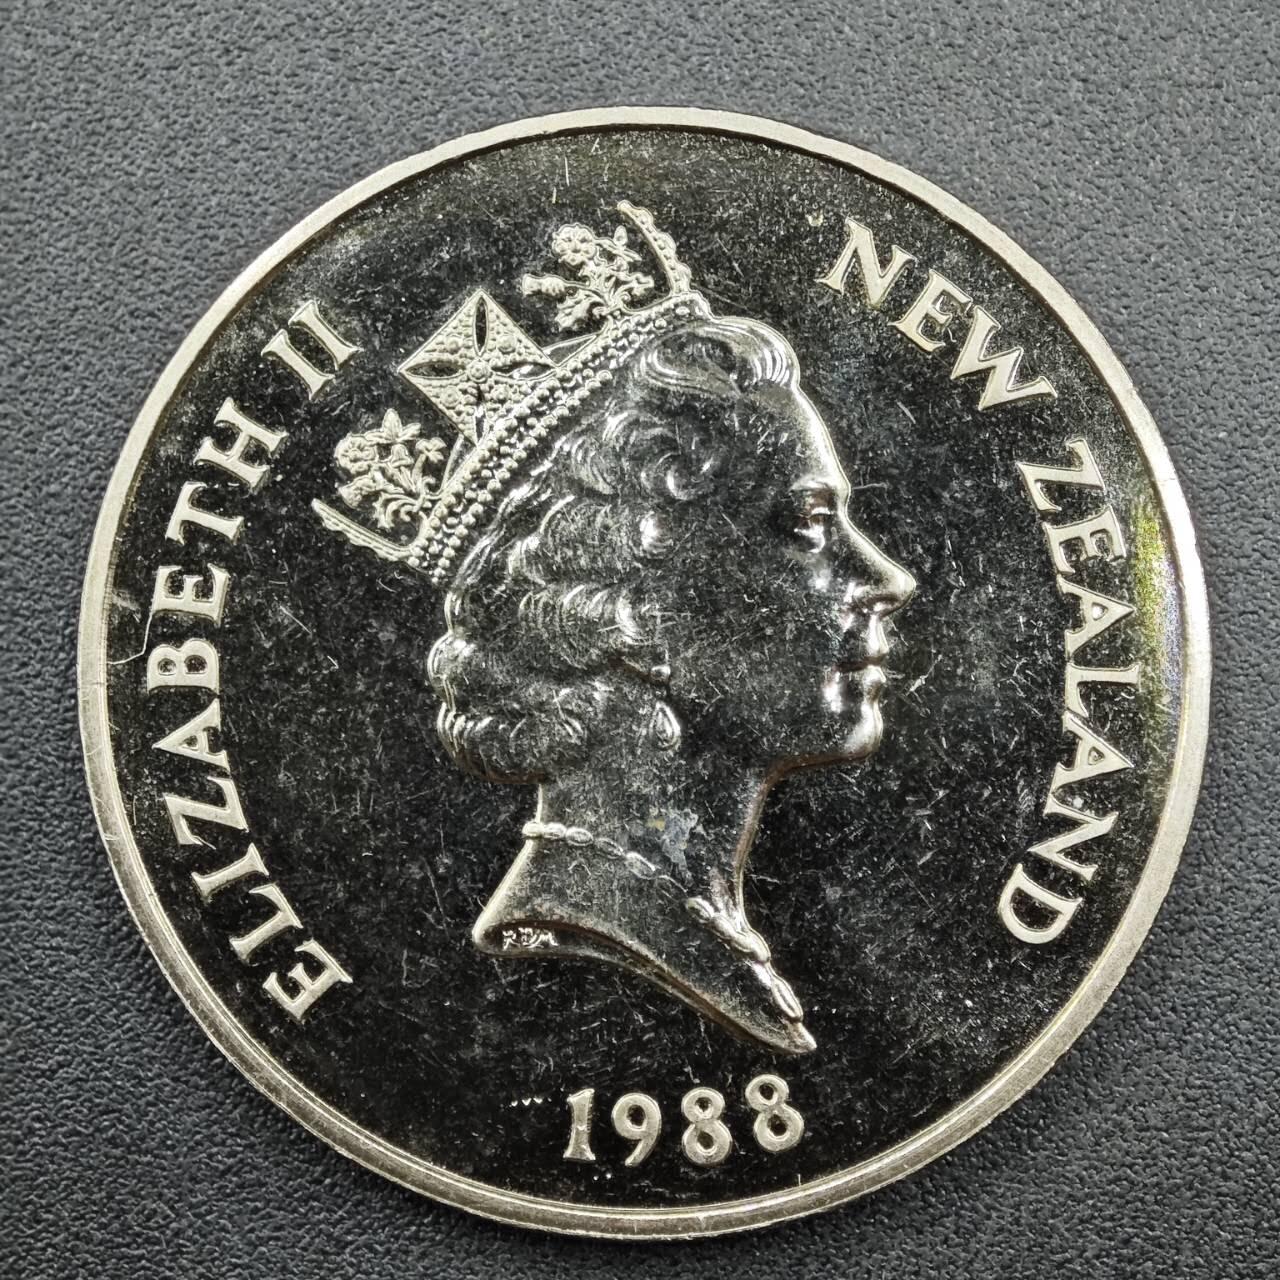 ELIZABETH II
NEW ZEALAND
RDM
1988